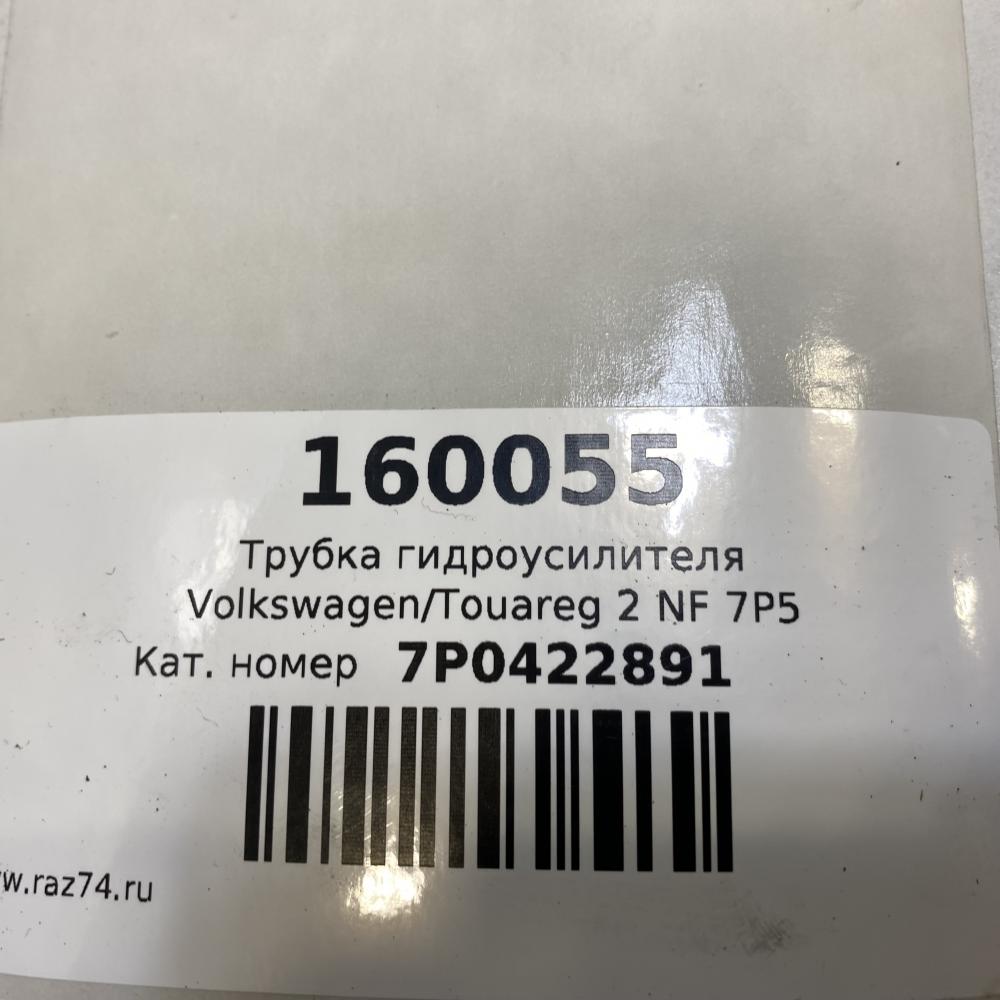 160055
Трубка гидроусилителя
Volkswagen/Touareg 2 NF 7P5
Кат. номер 7P0422891
w.raz74.ru